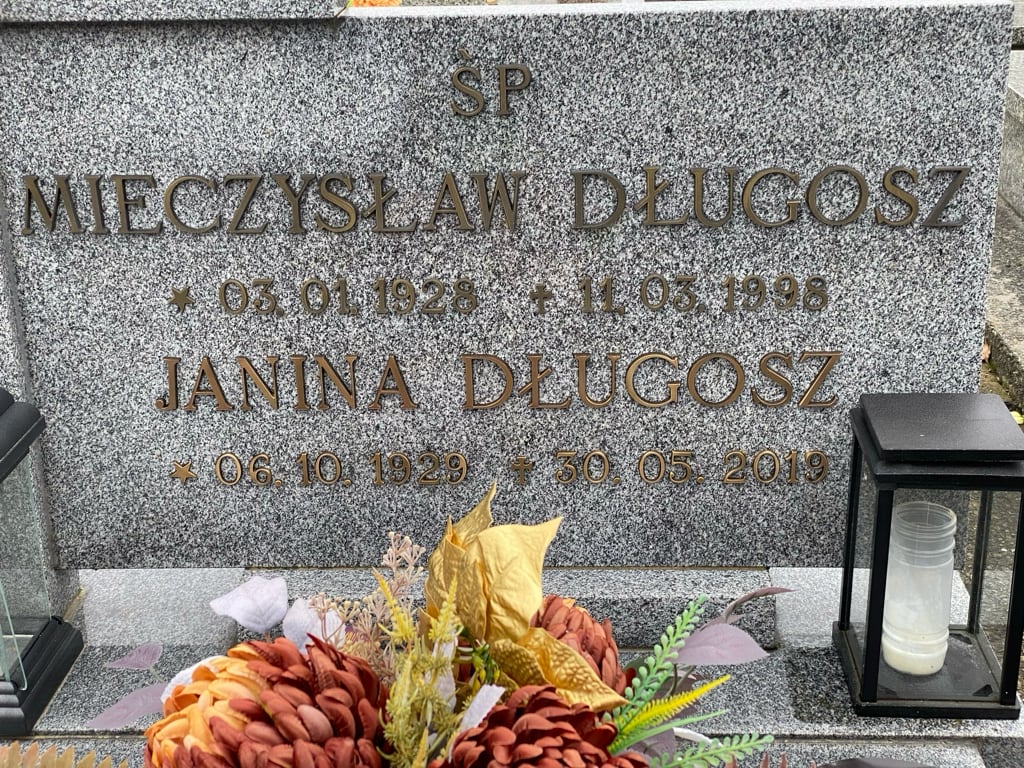 ŚP
MIECZYSŁAW DŁUGOSZ
★ 03.01.1928 ✝ 11.03.1998
JANINA DŁUGOSZ
★ 06.10.1929 ✝ 30.05.2019